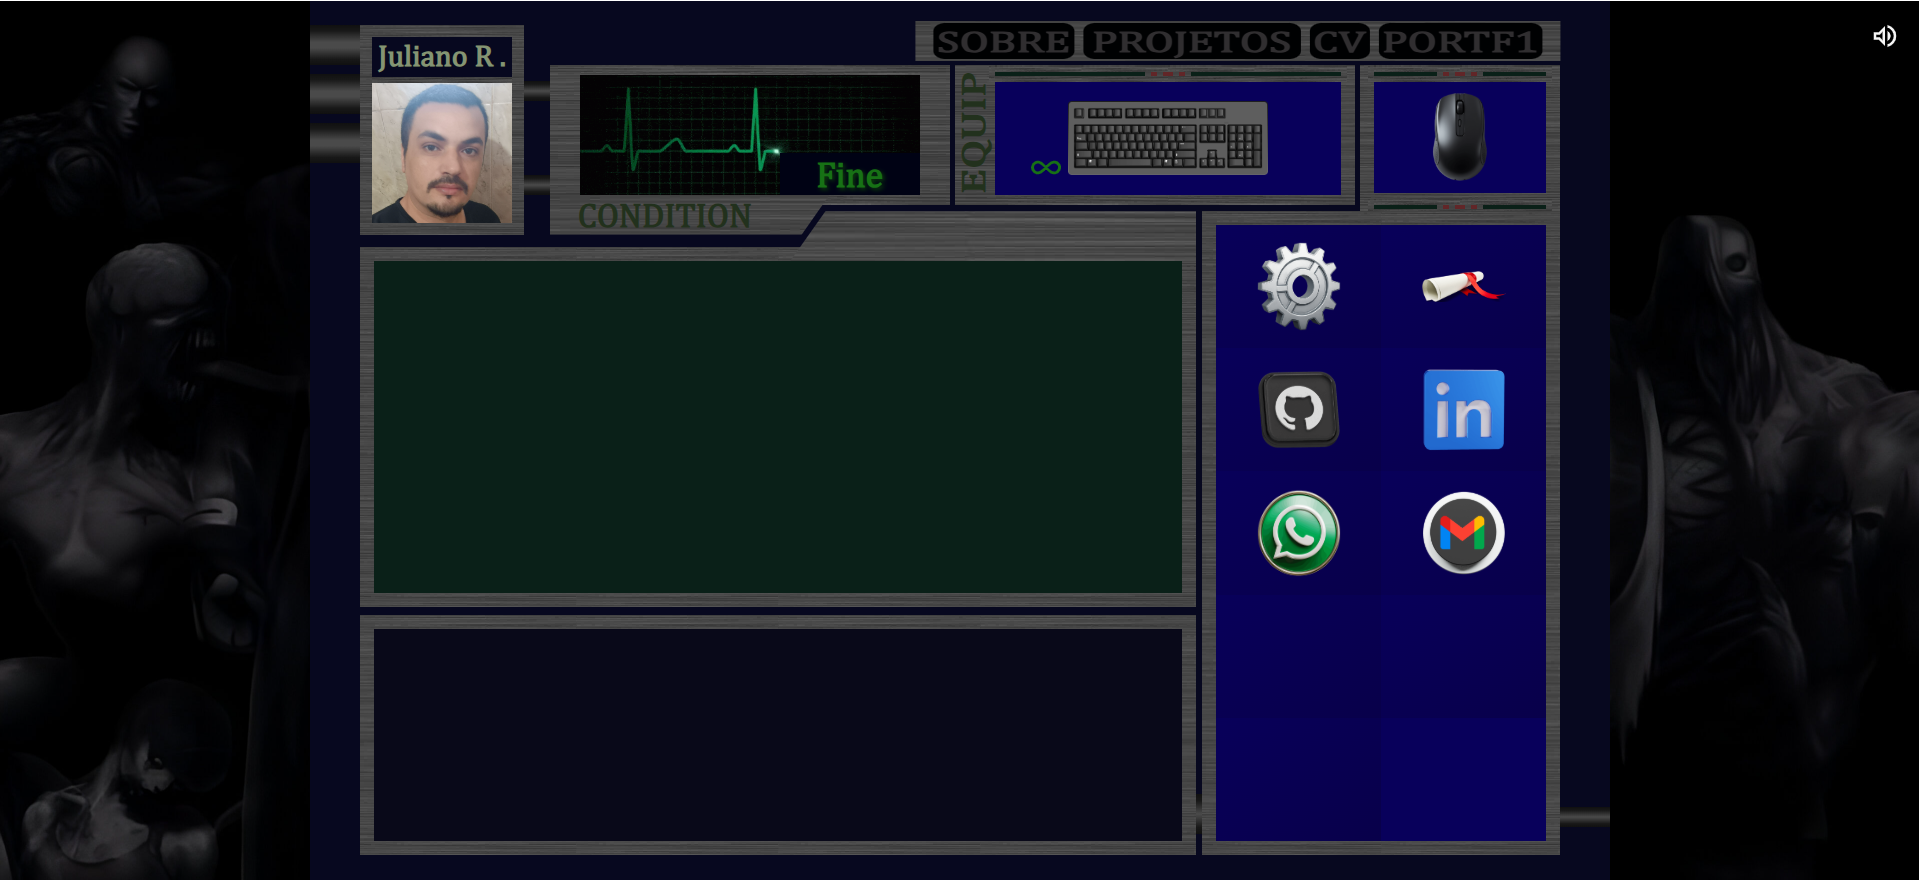 Juliano R .
SOBRE PROJETOS CV PORTF1
EQUIP
∞
Fine
CONDITION
in